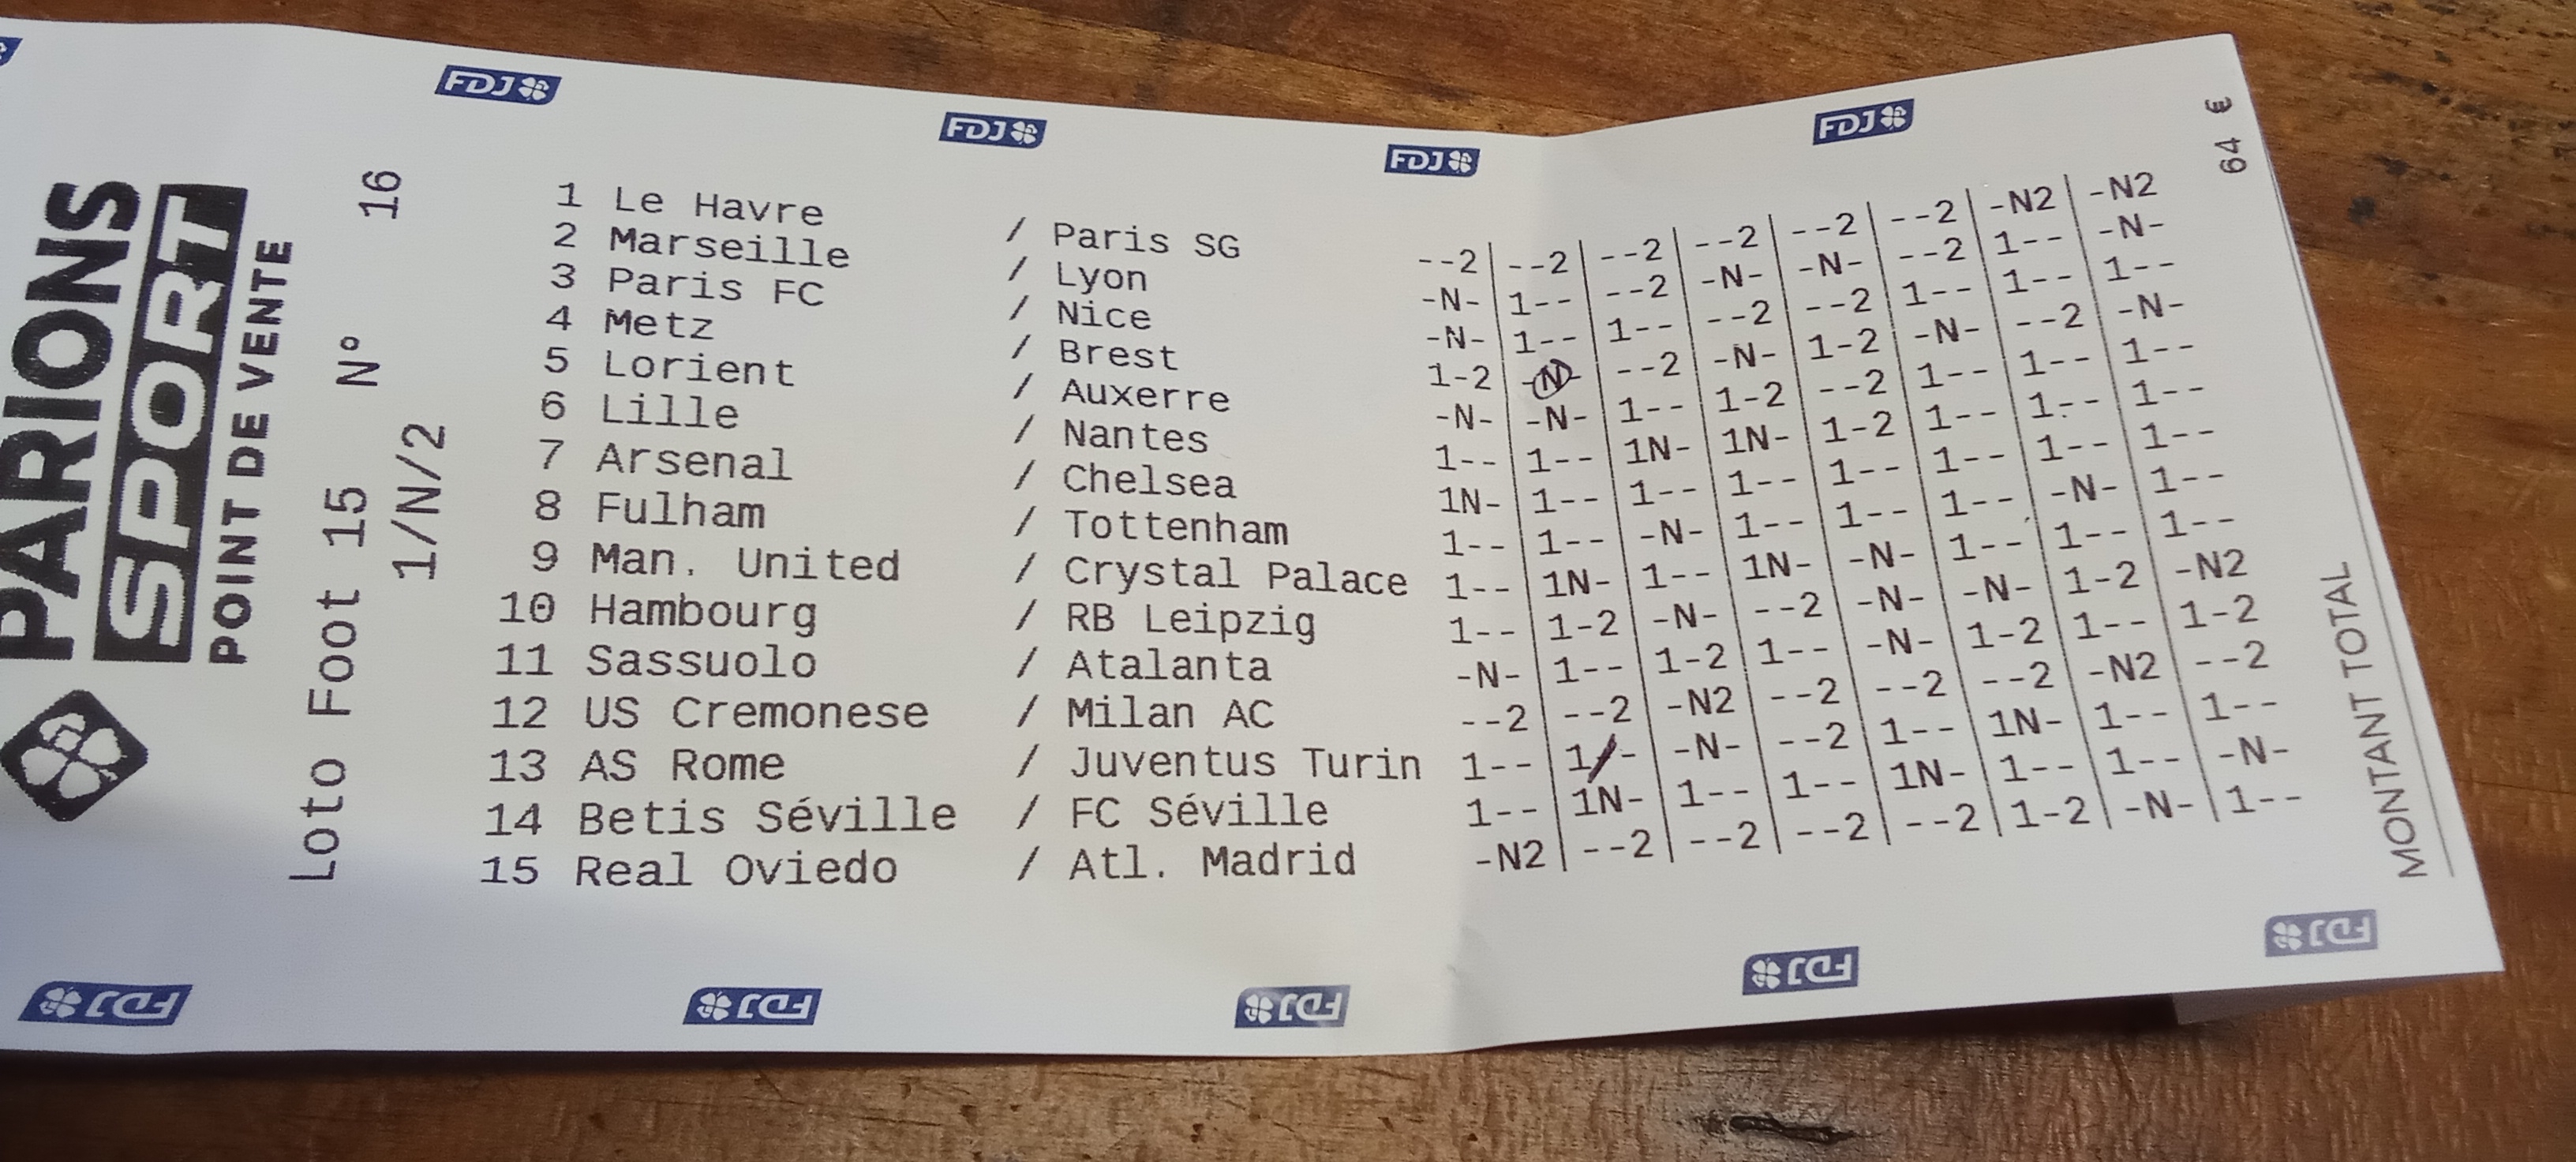 PARIONS
SPORT
POINT DE VENTE
Loto Foot 15 N° 16
1/N/2
1 Le Havre / Paris SG --2|--2|--2|--2|--2|--2|-N2|-N2
2 Marseille / Lyon -N-|1--|--2|-N-|-N-|--2|1--|-N-
3 Paris FC / Nice -N-|1--|1--|--2|--2|1--|1--|1--
4 Metz / Brest 1-2|-N-|--2|-N-|1-2|-N-|--2|-N-
5 Lorient / Auxerre -N-|-N-|1--|1-2|--2|1--|1--|1--
6 Lille / Nantes 1--|1--|1N-|1N-|1-2|1--|1--|1--
7 Arsenal / Chelsea 1N-|1--|1--|1--|1--|1--|1--|1--
8 Fulham / Tottenham 1--|1--|-N-|1--|1--|1--|-N-|1--
9 Man. United / Crystal Palace 1--|1N-|1--|1N-|-N-|1--|1--|1--
10 Hambourg / RB Leipzig 1--|1-2|-N-|--2|-N-|-N-|1-2|-N2
11 Sassuolo / Atalanta -N-|1--|1-2|1--|-N-|1-2|1--|1-2
12 US Cremonese / Milan AC --2|--2|-N2|--2|--2|--2|-N2|--2
13 AS Rome / Juventus Turin 1--|1--|-N-|--2|1--|1N-|1--|1--
14 Betis Séville / FC Séville 1--|1N-|1--|1--|1N-|1--|1--|-N-
15 Real Oviedo / Atl. Madrid -N2|--2|--2|--2|--2|1-2|-N-|1--
MONTANT TOTAL 64 €
FDJ
FDJ
FDJ
FDJ
FDJ
FDJ
FDJ
FDJ
FDJ